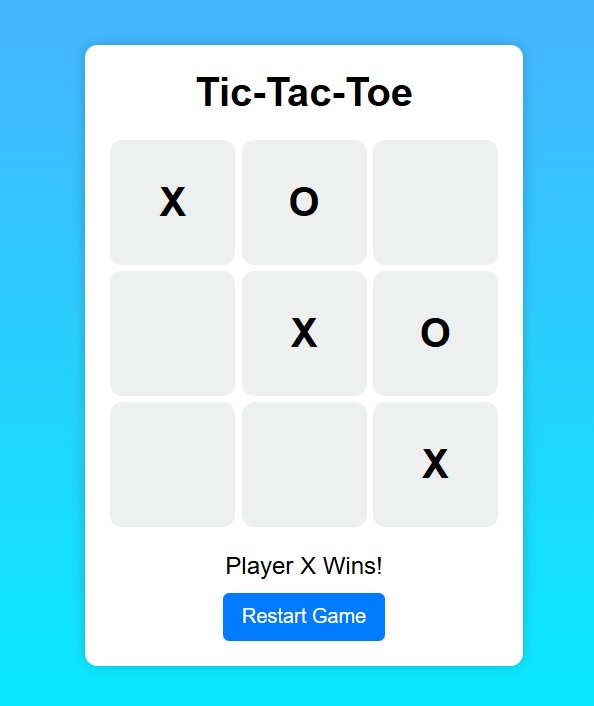 Tic-Tac-Toe
X O
X O
X
Player X Wins!
Restart Game